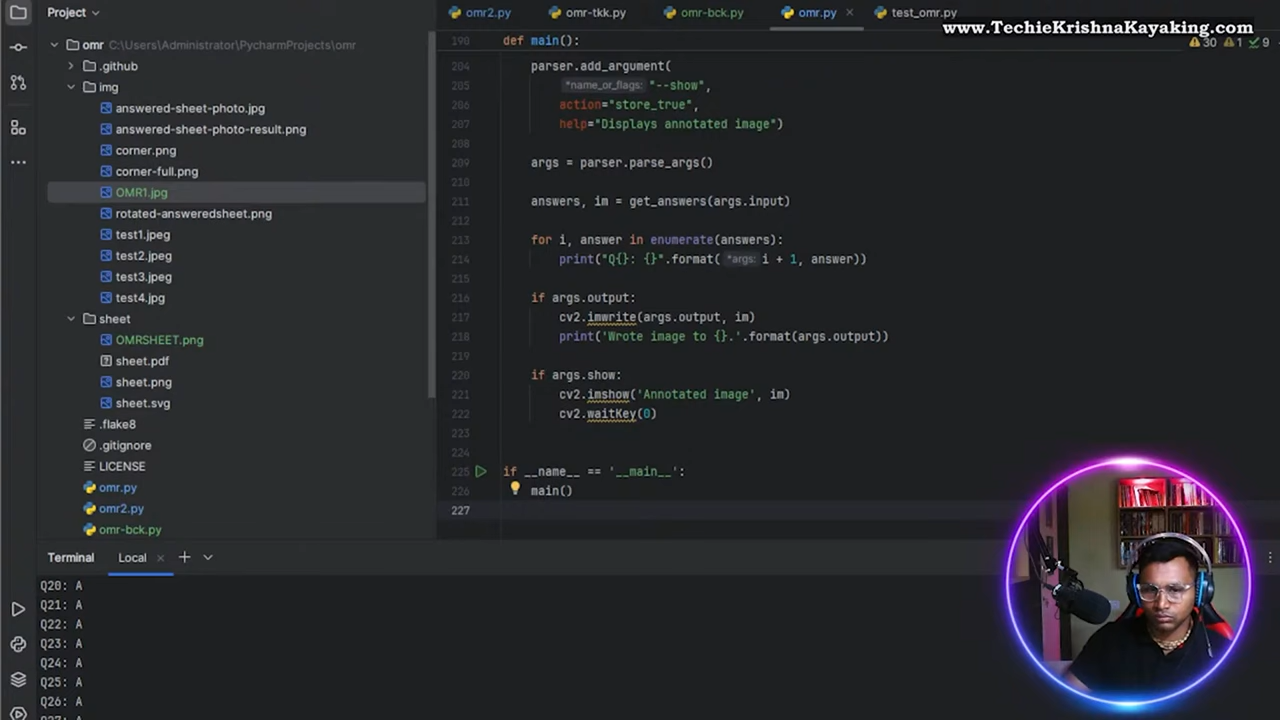 Project
omr C:\Users\Administrator\PycharmProjects\omr
.github
img
answered-sheet-photo.jpg
answered-sheet-photo-result.png
corner.png
corner-full.png
OMR1.jpg
rotated-answeredsheet.png
test1.jpeg
test2.jpeg
test3.jpeg
test4.jpg
sheet
OMRSHEET.png
sheet.pdf
sheet.png
sheet.svg
.flake8
.gitignore
LICENSE
omr.py
omr2.py
omr-bck.py
omr2.py omr-tkk.py omr-bck.py omr.py test_omr.py
www.TechieKrishnaKayaking.com
30 1 9
190 def main():
204 parser.add_argument(
205 *name_or_flags: "--show",
206 action="store_true",
207 help="Displays annotated image")
208
209 args = parser.parse_args()
210
211 answers, im = get_answers(args.input)
212
213 for i, answer in enumerate(answers):
214 print("Q{}: {}".format( *args: i + 1, answer))
215
216 if args.output:
217 cv2.imwrite(args.output, im)
218 print('Wrote image to {}.'.format(args.output))
219
220 if args.show:
221 cv2.imshow('Annotated image', im)
222 cv2.waitKey(0)
223
224
225 if __name__ == '__main__':
226 main()
227
Terminal Local
Q20: A
Q21: A
Q22: A
Q23: A
Q24: A
Q25: A
Q26: A